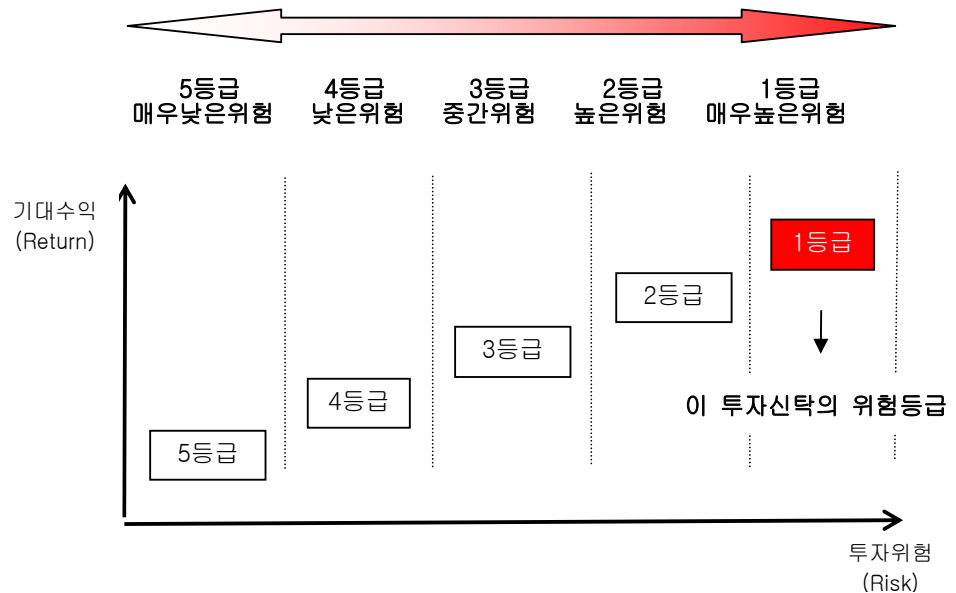 5등급 4등급 3등급 2등급 1등급
매우낮은위험 낮은위험 중간위험 높은위험 매우높은위험
기대수익
(Return)
1등급
2등급
3등급
4등급
이 투자신탁의 위험등급
5등급
투자위험
(Risk)